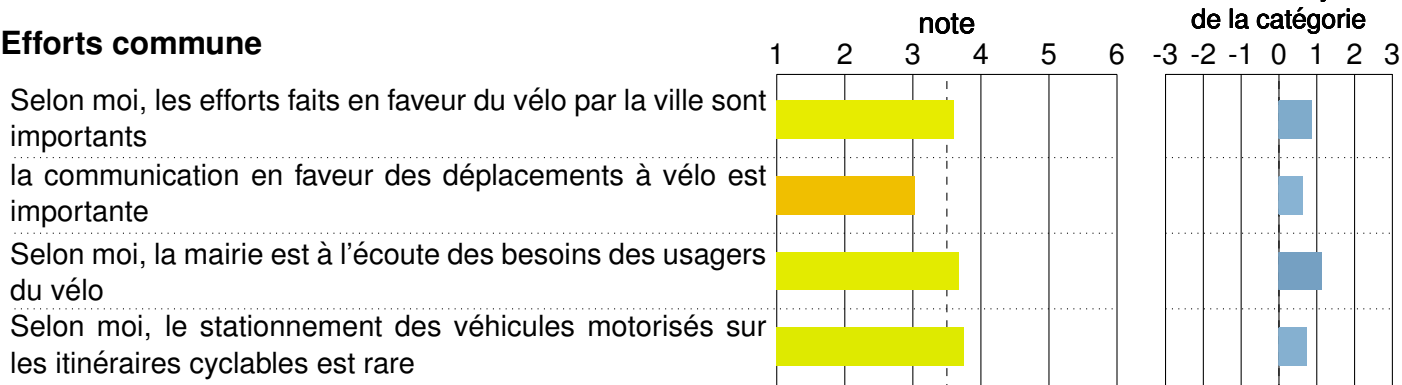 note
de la catégorie
Efforts commune
1 2 3 4 5 6
-3 -2 -1 0 1 2 3
Selon moi, les efforts faits en faveur du vélo par la ville sont
importants
la communication en faveur des déplacements à vélo est
importante
Selon moi, la mairie est à l'écoute des besoins des usagers
du vélo
Selon moi, le stationnement des véhicules motorisés sur
les itinéraires cyclables est rare